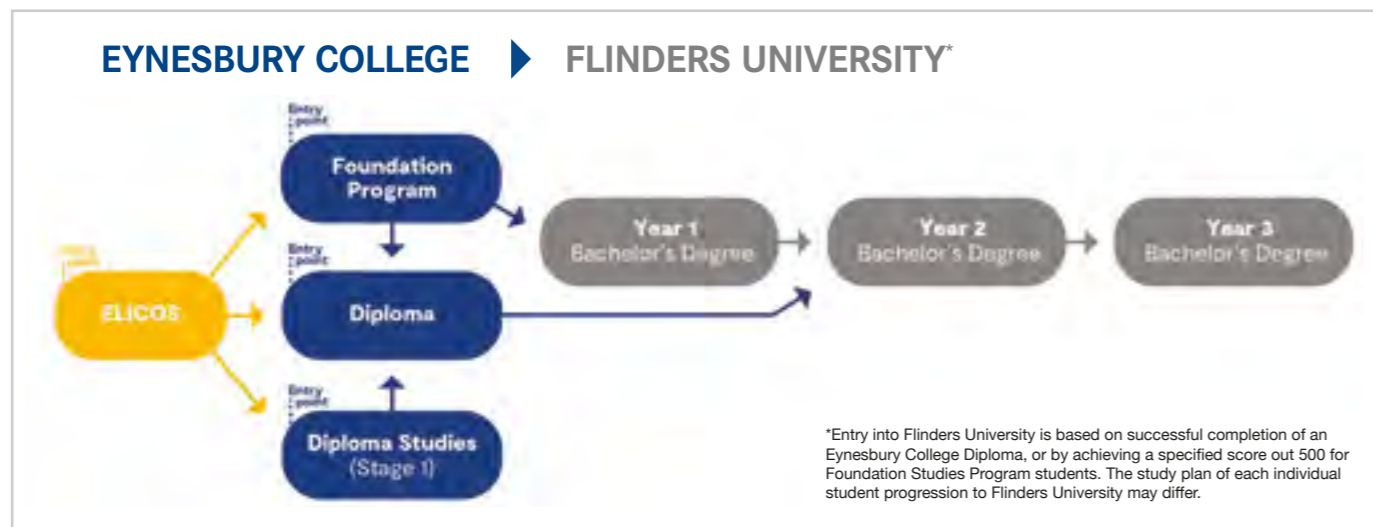 EYNESBURY COLLEGE FLINDERS UNIVERSITY*
Entry
point
Foundation
Program
Year 1
Bachelor's Degree
Year 2
Bachelor's Degree
Year 3
Bachelor's Degree
Entry
point
ELICOS
Entry
point
Diploma
Entry
point
Diploma Studies
(Stage 1)
*Entry into Flinders University is based on successful completion of an
Eynesbury College Diploma, or by achieving a specified score out 500 for
Foundation Studies Program students. The study plan of each individual
student progression to Flinders University may differ.